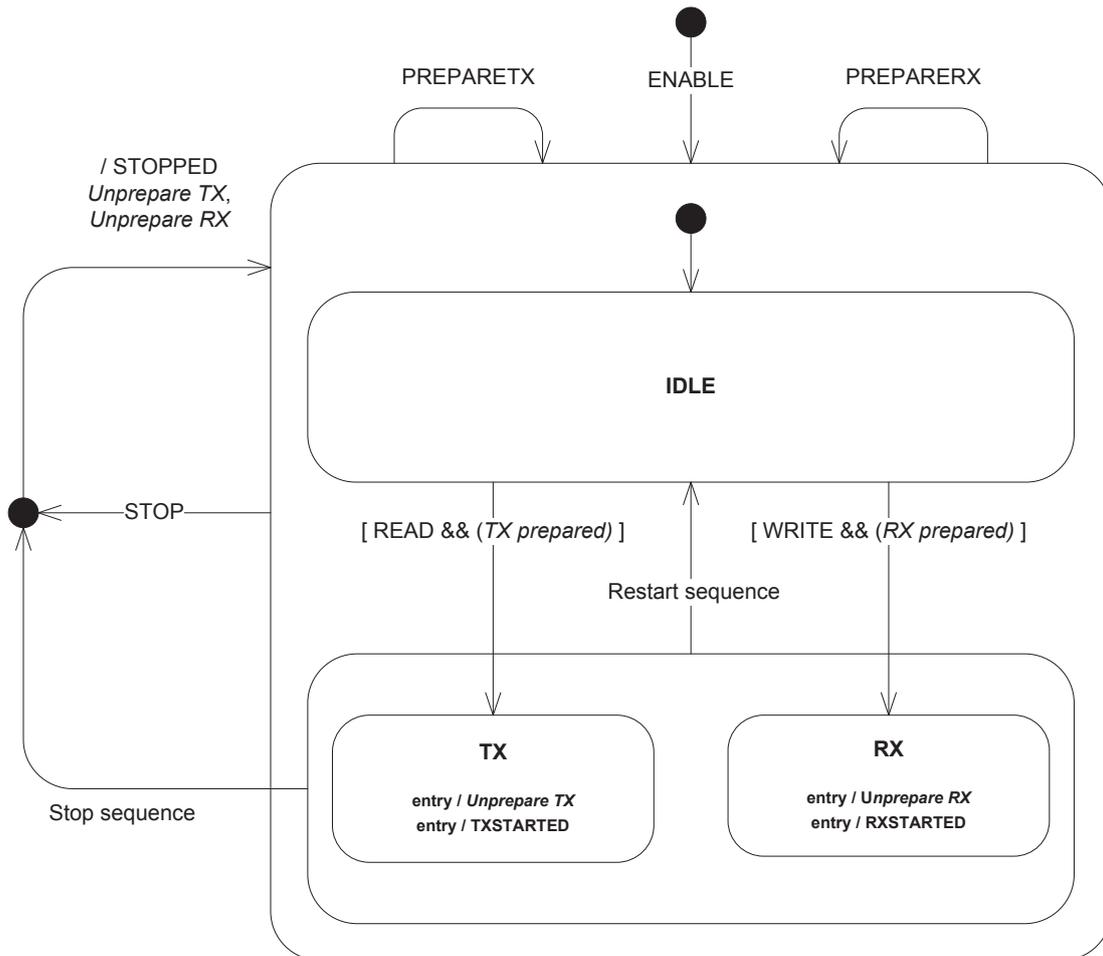 PREPARETX
ENABLE
PREPARERX
/ STOPPED
Unprepare TX,
Unprepare RX
IDLE
STOP
[ READ && (TX prepared) ]
[ WRITE && (RX prepared) ]
Restart sequence
TX
entry / Unprepare TX
entry / TXSTARTED
RX
entry / Unprepare RX
entry / RXSTARTED
Stop sequence